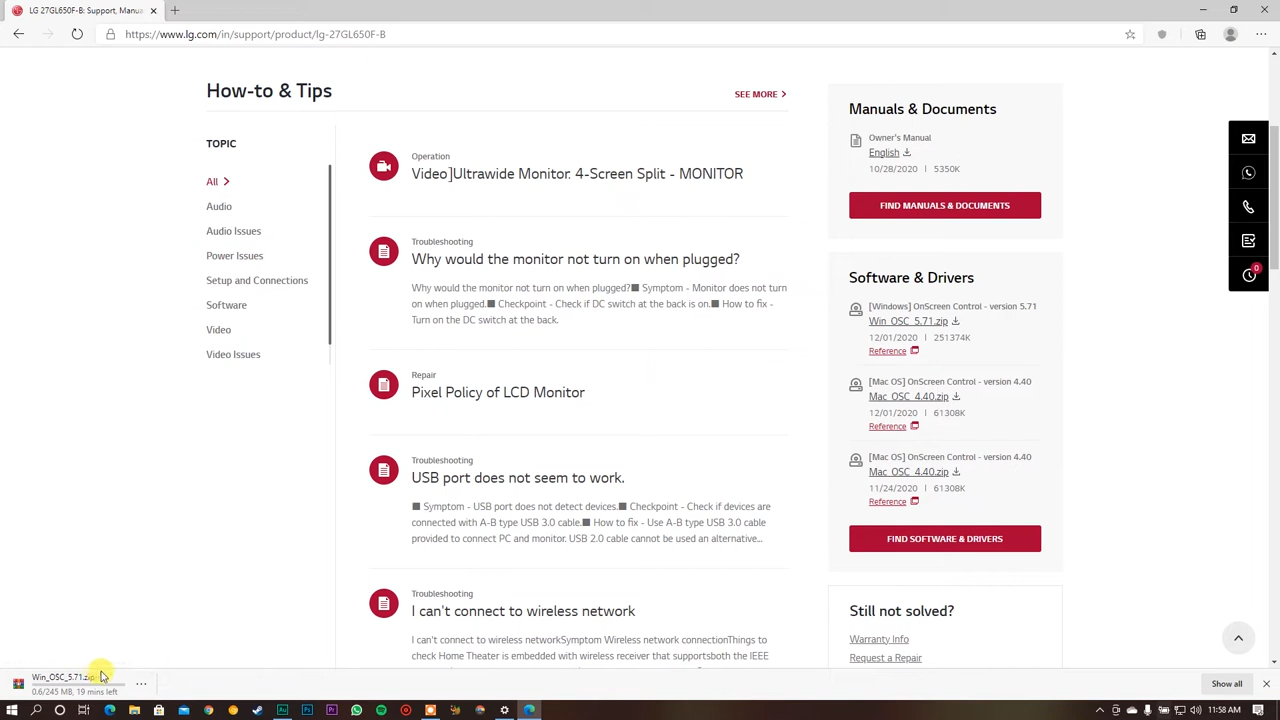 LG 27GL650F-B: Support, Manua
https://www.lg.com/in/support/product/lg-27GL650F-B
How-to & Tips
SEE MORE
TOPIC
All
Audio
Audio Issues
Power Issues
Setup and Connections
Software
Video
Video Issues
Operation
Video]Ultrawide Monitor: 4-Screen Split - MONITOR
Troubleshooting
Why would the monitor not turn on when plugged?
Why would the monitor not turn on when plugged?■ Symptom - Monitor does not turn
on when plugged.■ Checkpoint - Check if DC switch at the back is on.■ How to fix -
Turn on the DC switch at the back.
Repair
Pixel Policy of LCD Monitor
Troubleshooting
USB port does not seem to work.
■ Symptom - USB port does not detect devices.■ Checkpoint - Check if devices are
connected with A-B type USB 3.0 cable.■ How to fix - Use A-B type USB 3.0 cable
provided to connect PC and monitor. USB 2.0 cable cannot be used an alternative...
Troubleshooting
I can't connect to wireless network
I can't connect to wireless networkSymptom Wireless network connectionThings to
check Home Theater is embedded with wireless receiver that supportsboth the IEEE
Manuals & Documents
Owner's Manual
English
10/28/2020 | 5350K
FIND MANUALS & DOCUMENTS
Software & Drivers
[Windows] OnScreen Control - version 5.71
Win_OSC_5.71.zip
12/01/2020 | 251374K
Reference
[Mac OS] OnScreen Control - version 4.40
Mac_OSC_4.40.zip
12/01/2020 | 61308K
Reference
[Mac OS] OnScreen Control - version 4.40
Mac_OSC_4.40.zip
11/24/2020 | 61308K
Reference
FIND SOFTWARE & DRIVERS
Still not solved?
Warranty Info
Request a Repair
0
Win_OSC_5.71.zip
0.6/245 MB, 19 mins left
Show all
11:58 AM